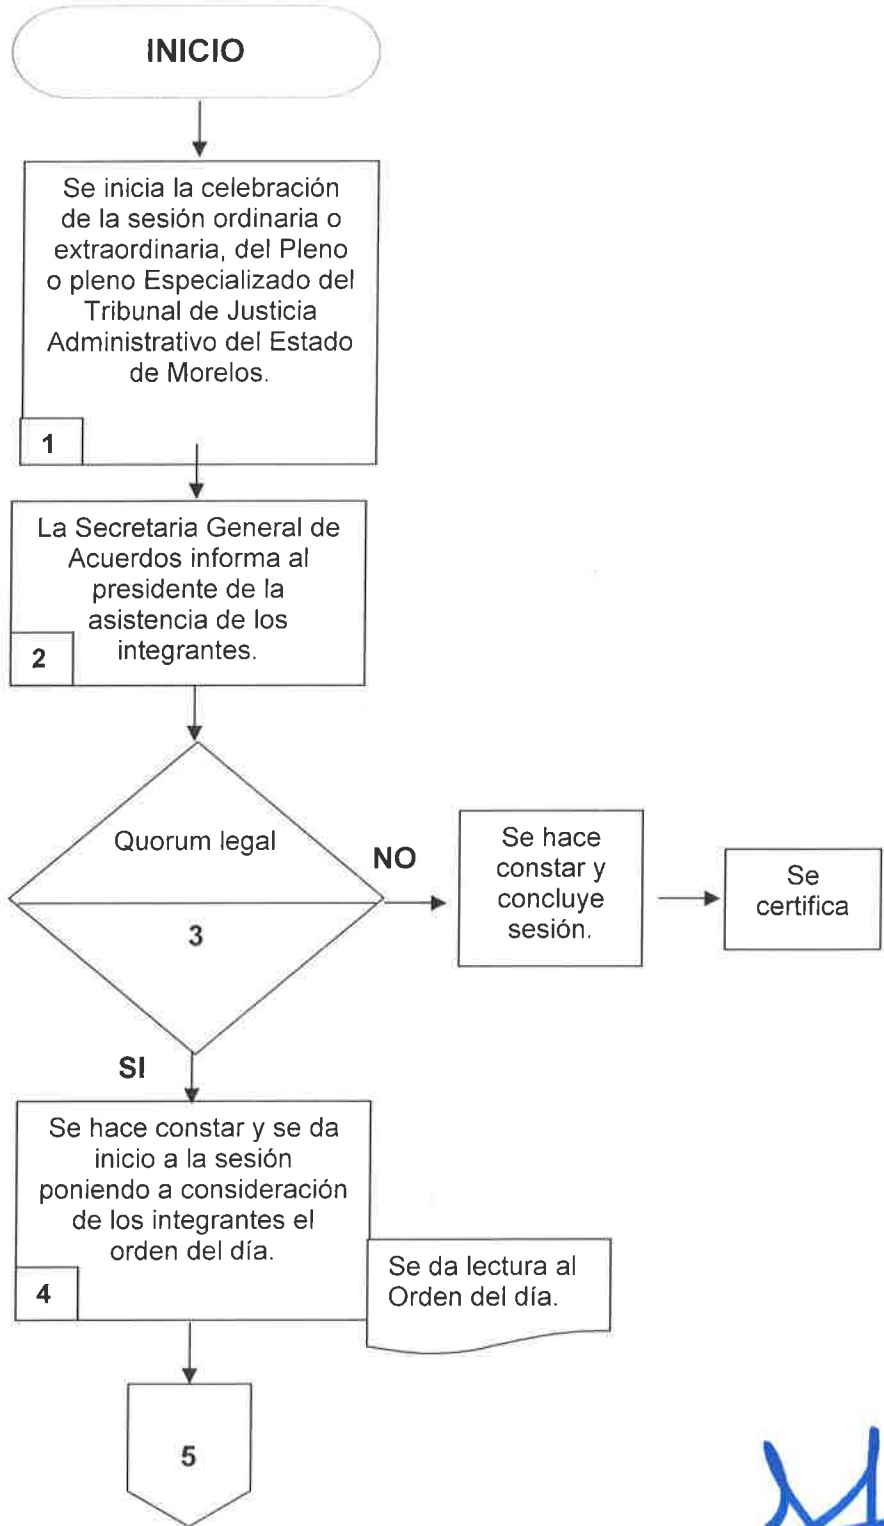 INICIO
Se inicia la celebración
de la sesión ordinaria o
extraordinaria, del Pleno
o pleno Especializado del
Tribunal de Justicia
Administrativo del Estado
de Morelos.
1
La Secretaria General de
Acuerdos informa al
presidente de la
asistencia de los
integrantes.
2
Quorum legal
3
NO
Se hace
constar y
concluye
sesión.
Se
certifica
SI
Se hace constar y se da
inicio a la sesión
poniendo a consideración
de los integrantes el
orden del día.
4
Se da lectura al
Orden del día.
5